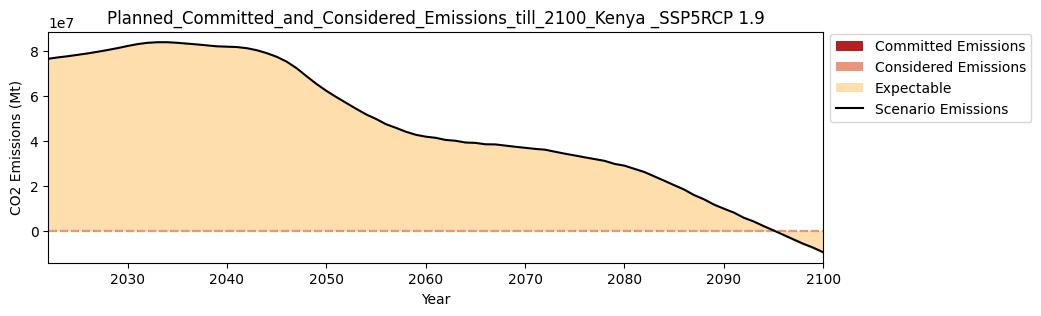 Planned_Committed_and_Considered_Emissions_till_2100_Kenya _SSP5RCP 1.9
1e7
8
6
4
2
0
CO2 Emissions (Mt)
2030 2040 2050 2060 2070 2080 2090 2100
Year
Committed Emissions
Considered Emissions
Expectable
Scenario Emissions